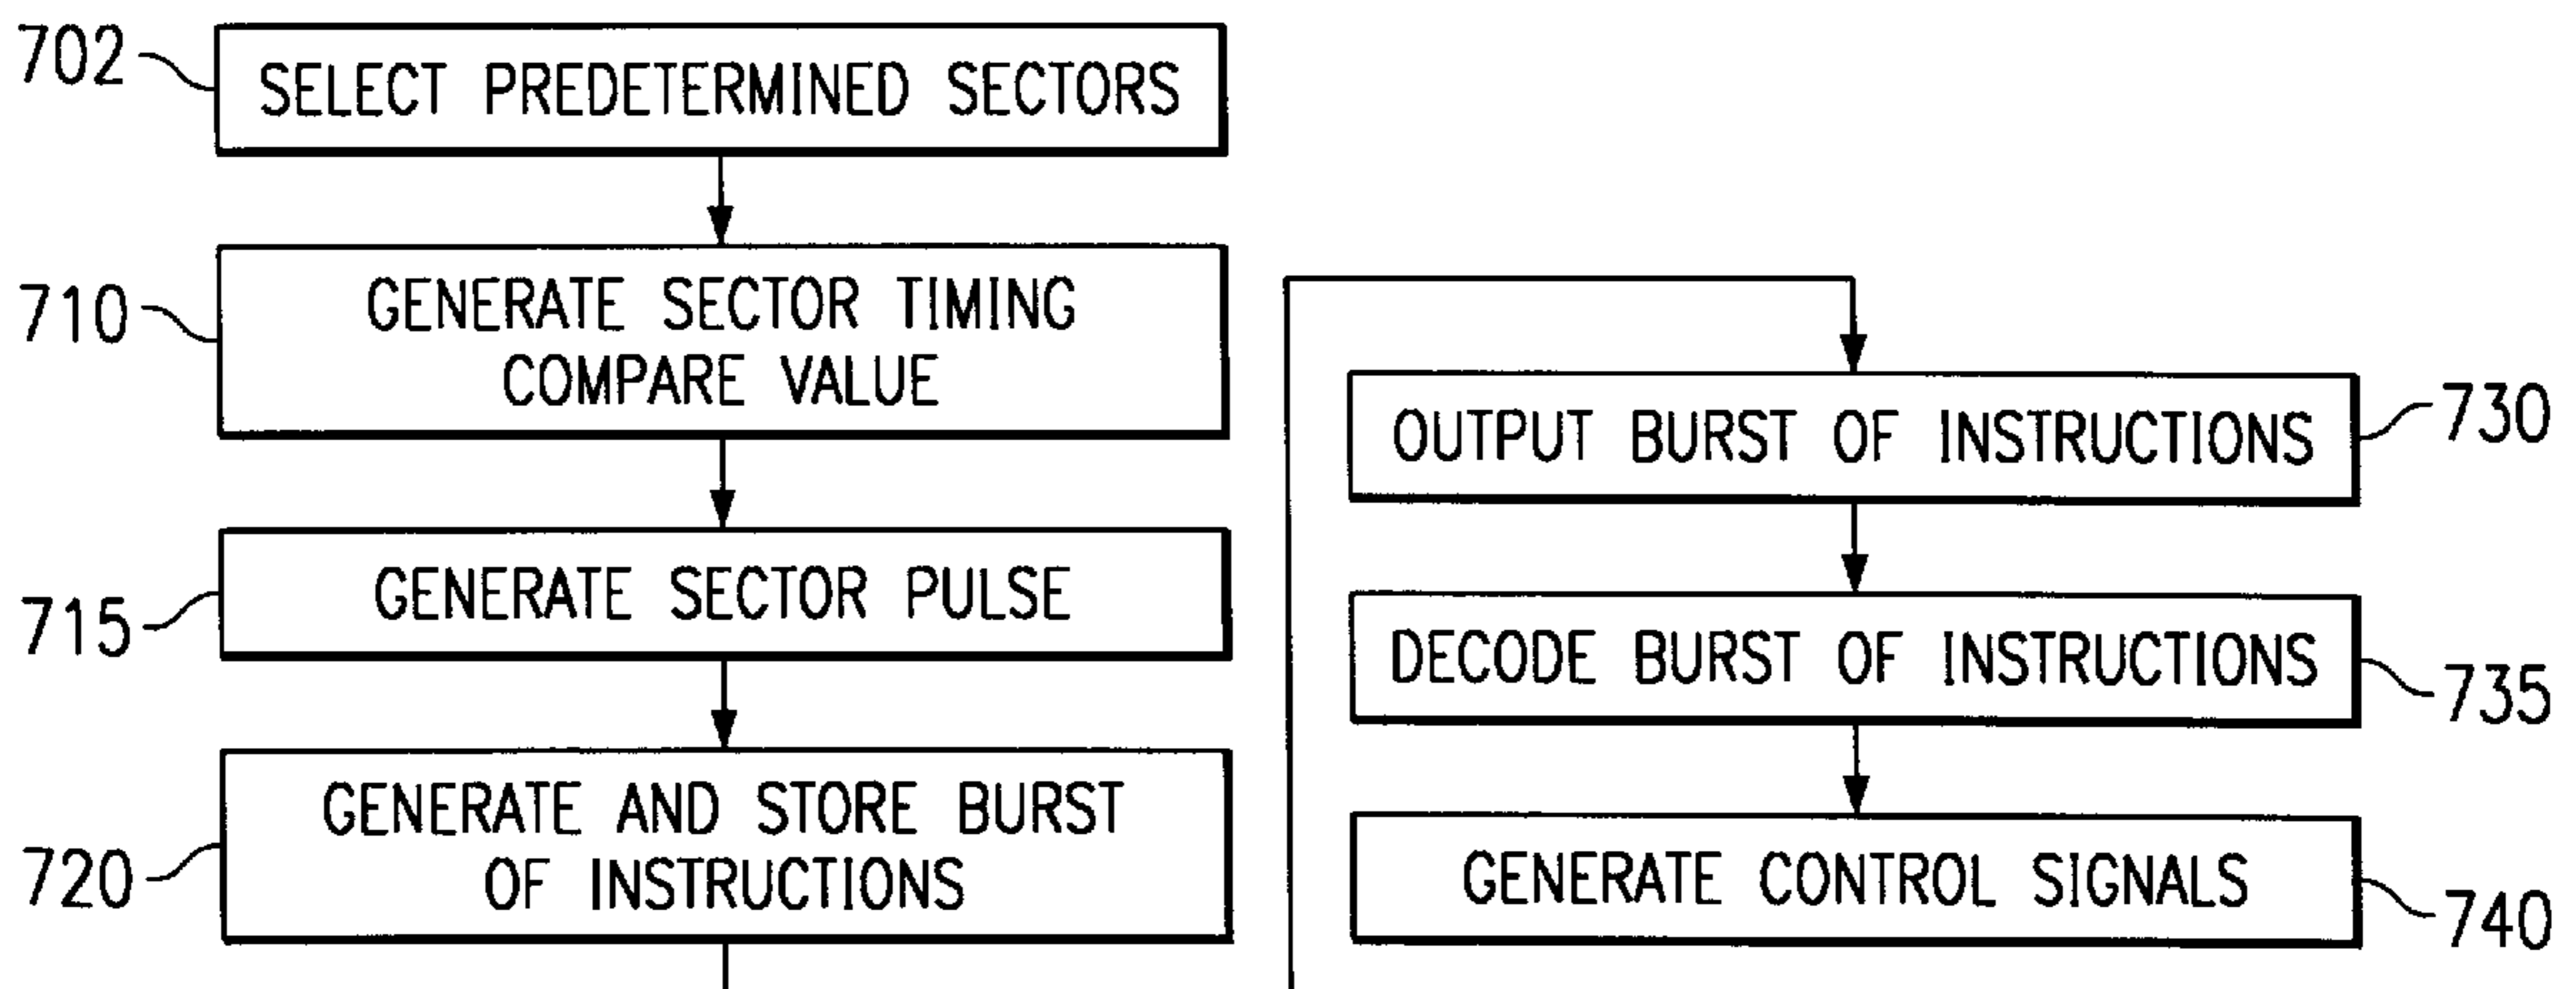 702
SELECT PREDETERMINED SECTORS
710
GENERATE SECTOR TIMING
COMPARE VALUE
715
GENERATE SECTOR PULSE
720
GENERATE AND STORE BURST
OF INSTRUCTIONS
OUTPUT BURST OF INSTRUCTIONS
730
DECODE BURST OF INSTRUCTIONS
735
GENERATE CONTROL SIGNALS
740